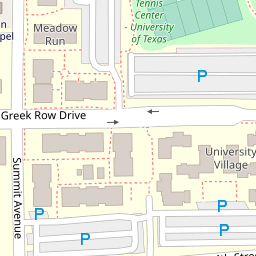 Tennis
Center
University
of Texas
Meadow
Run
P
Greek Row Drive
University
Village
Summit Avenue
P
P
P
P